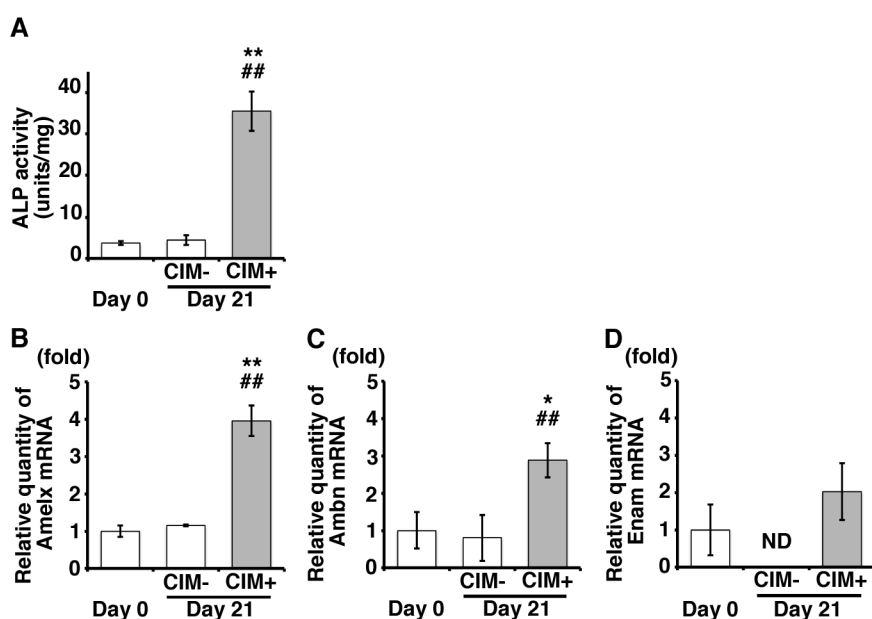 A
ALP activity
(units/mg)
40
30
20
10
0
**
##
CIM- CIM+
Day 0 Day 21
B
(fold)
Relative quantity of
Amelx mRNA
5
4
3
2
1
0
**
##
CIM- CIM+
Day 0 Day 21
C
(fold)
Relative quantity of
Ambn mRNA
5
4
3
2
1
0
*
##
CIM- CIM+
Day 0 Day 21
D
(fold)
Relative quantity of
Enam mRNA
5
4
3
2
1
0
ND
CIM- CIM+
Day 0 Day 21